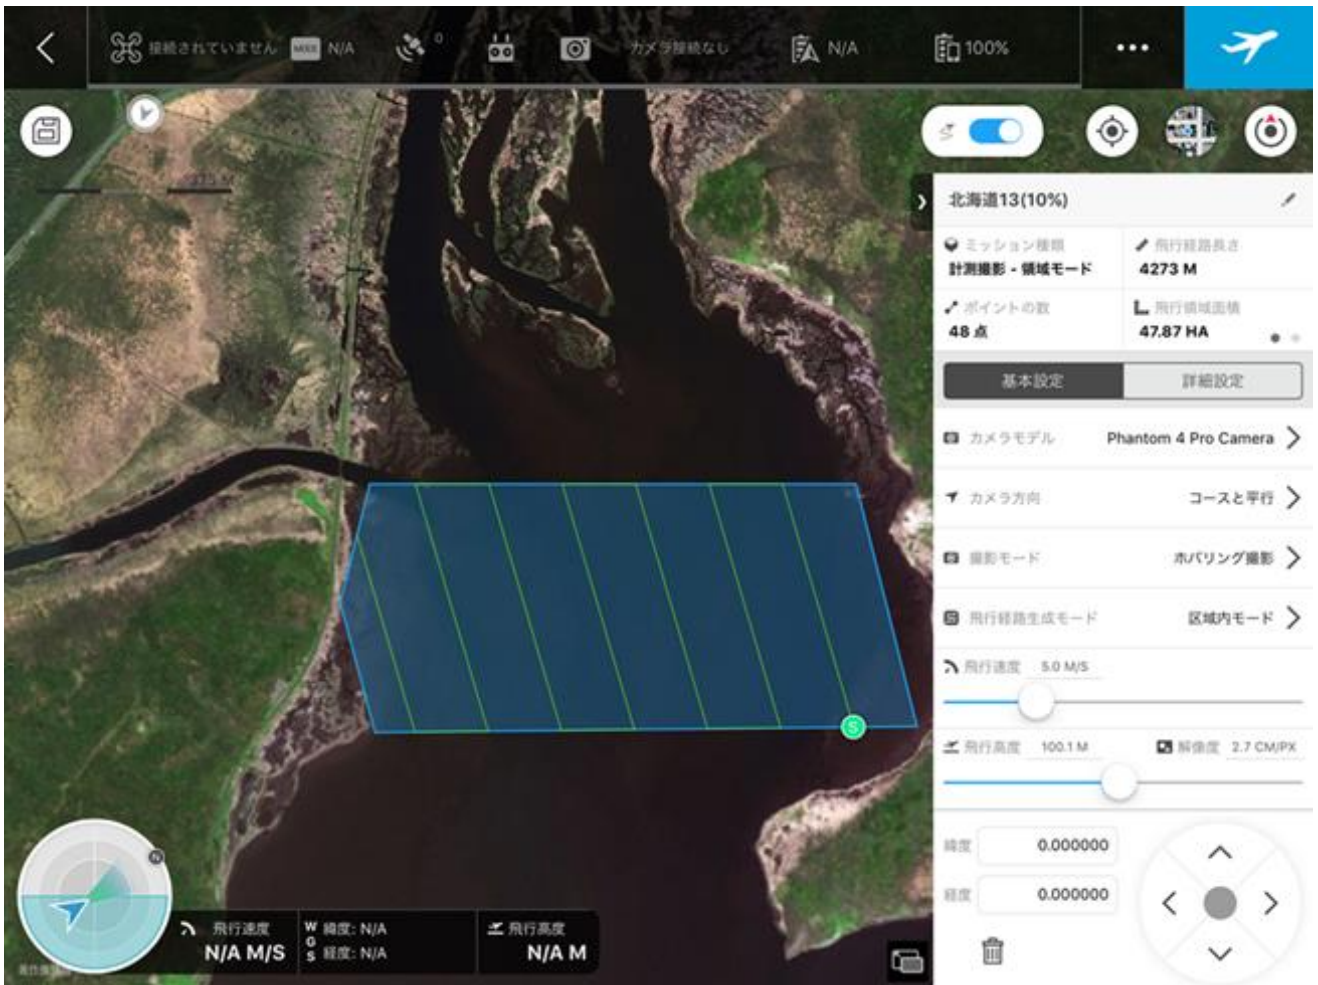 接続されていません
MODE N/A
0
カメラ接続なし
N/A
100%
北海道13(10%)
ミッション種類
計測撮影 - 領域モード
飛行経路長さ
4273 M
ポイントの数
48 点
飛行領域面積
47.87 HA
基本設定
詳細設定
カメラモデル
Phantom 4 Pro Camera
カメラ方向
コースと平行
撮影モード
ホバリング撮影
飛行経路生成モード
区域内モード
飛行速度 5.0 M/S
飛行高度 100.1 M
解像度 2.7 CM/PX
緯度 0.000000
経度 0.000000
S
N
飛行速度
N/A M/S
WGS
緯度: N/A
経度: N/A
飛行高度
N/A M